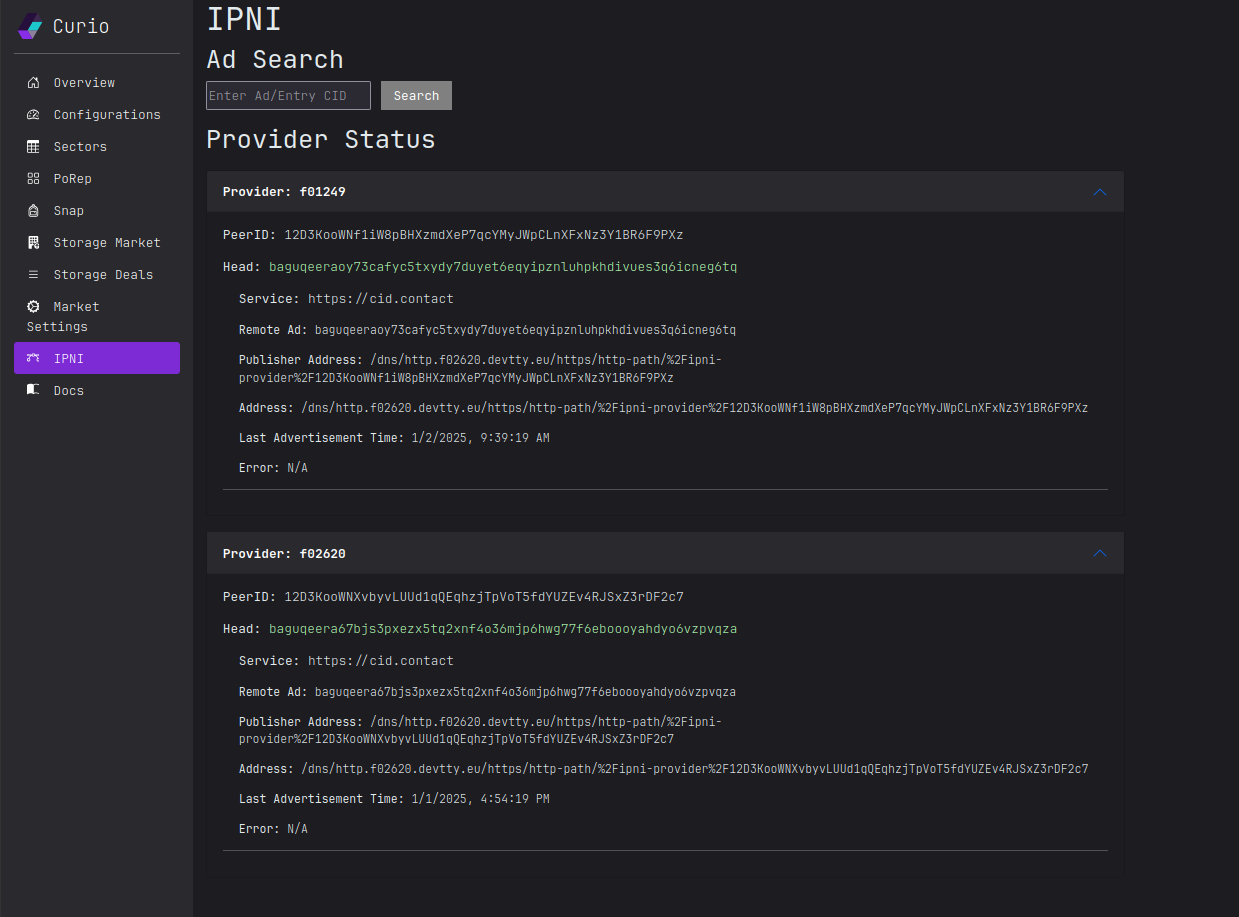 Curio
Overview
Configurations
Sectors
PoRep
Snap
Storage Market
Storage Deals
Market
Settings
IPNI
Docs
IPNI
Ad Search
Enter Ad/Entry CID
Search
Provider Status
Provider: f01249
PeerID: 12D3KooWNf1iW8pBHXzmdXeP7qcYMyJWpCLnXFxNz3Y1BR6F9PXz
Head: baguqeeraoy73cafyc5txydy7duyet6eqyipznluhpkhdivues3q6icneg6tq
Service: https://cid.contact
Remote Ad: baguqeeraoy73cafyc5txydy7duyet6eqyipznluhpkhdivues3q6icneg6tq
Publisher Address: /dns/http.f02620.devtty.eu/https/http-path/%2Fipni-
provider%2F12D3KooWNf1iW8pBHXzmdXeP7qcYMyJWpCLnXFxNz3Y1BR6F9PXz
Address: /dns/http.f02620.devtty.eu/https/http-path/%2Fipni-provider%2F12D3KooWNf1iW8pBHXzmdXeP7qcYMyJWpCLnXFxNz3Y1BR6F9PXz
Last Advertisement Time: 1/2/2025, 9:39:19 AM
Error: N/A
Provider: f02620
PeerID: 12D3KooWNXvbyvLUUd1qQEqhzjTpVoT5fdYUZEv4RJSxZ3rDF2c7
Head: baguqeera67bjs3pxezx5tq2xnf4o36mjp6hwg77f6eboooyahdyo6vzpvqza
Service: https://cid.contact
Remote Ad: baguqeera67bjs3pxezx5tq2xnf4o36mjp6hwg77f6eboooyahdyo6vzpvqza
Publisher Address: /dns/http.f02620.devtty.eu/https/http-path/%2Fipni-
provider%2F12D3KooWNXvbyvLUUd1qQEqhzjTpVoT5fdYUZEv4RJSxZ3rDF2c7
Address: /dns/http.f02620.devtty.eu/https/http-path/%2Fipni-provider%2F12D3KooWNXvbyvLUUd1qQEqhzjTpVoT5fdYUZEv4RJSxZ3rDF2c7
Last Advertisement Time: 1/1/2025, 4:54:19 PM
Error: N/A